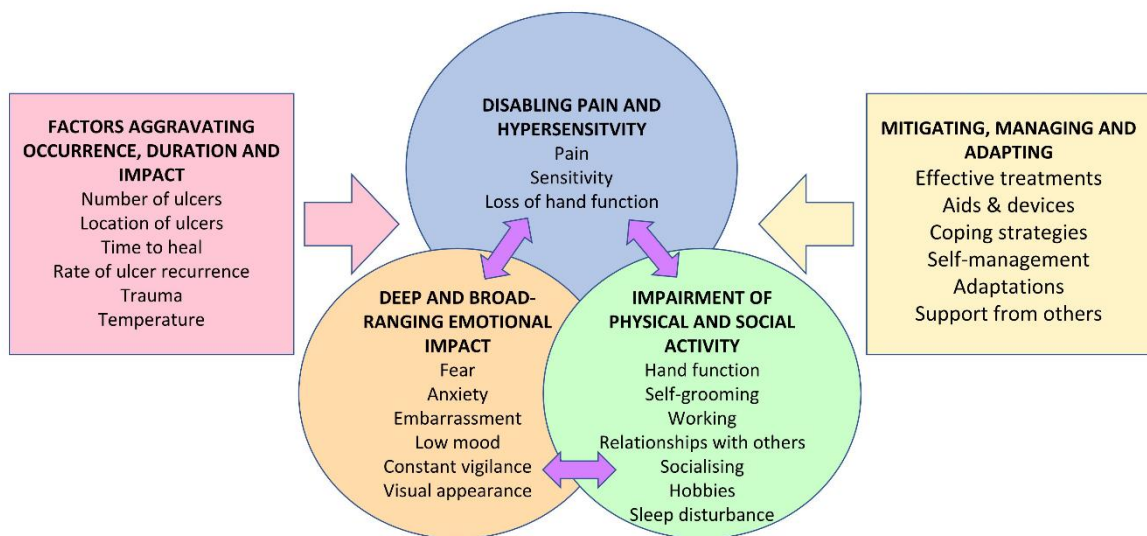 FACTORS AGGRAVATING
OCCURRENCE, DURATION AND
IMPACT
Number of ulcers
Location of ulcers
Time to heal
Rate of ulcer recurrence
Trauma
Temperature
DISABLING PAIN AND
HYPERSENSITVITY
Pain
Sensitivity
Loss of hand function
DEEP AND BROAD-
RANGING EMOTIONAL
IMPACT
Fear
Anxiety
Embarrassment
Low mood
Constant vigilance
Visual appearance
IMPAIRMENT OF
PHYSICAL AND SOCIAL
ACTIVITY
Hand function
Self-grooming
Working
Relationships with others
Socialising
Hobbies
Sleep disturbance
MITIGATING, MANAGING AND
ADAPTING
Effective treatments
Aids & devices
Coping strategies
Self-management
Adaptations
Support from others